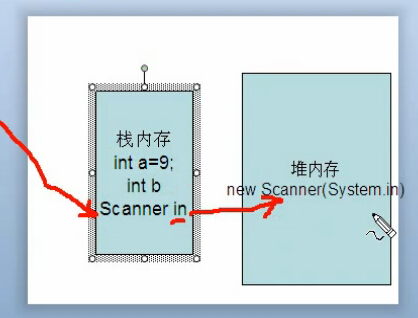 栈内存
int a=9;
int b
Scanner in
堆内存
new Scanner(System.in)